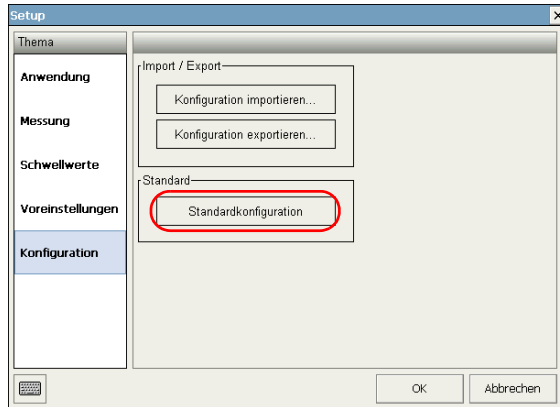 Setup
Thema
Anwendung
Messung
Schwellwerte
Voreinstellungen
Konfiguration
Import / Export
Konfiguration importieren...
Konfiguration exportieren...
Standard
Standardkonfiguration
OK
Abbrechen